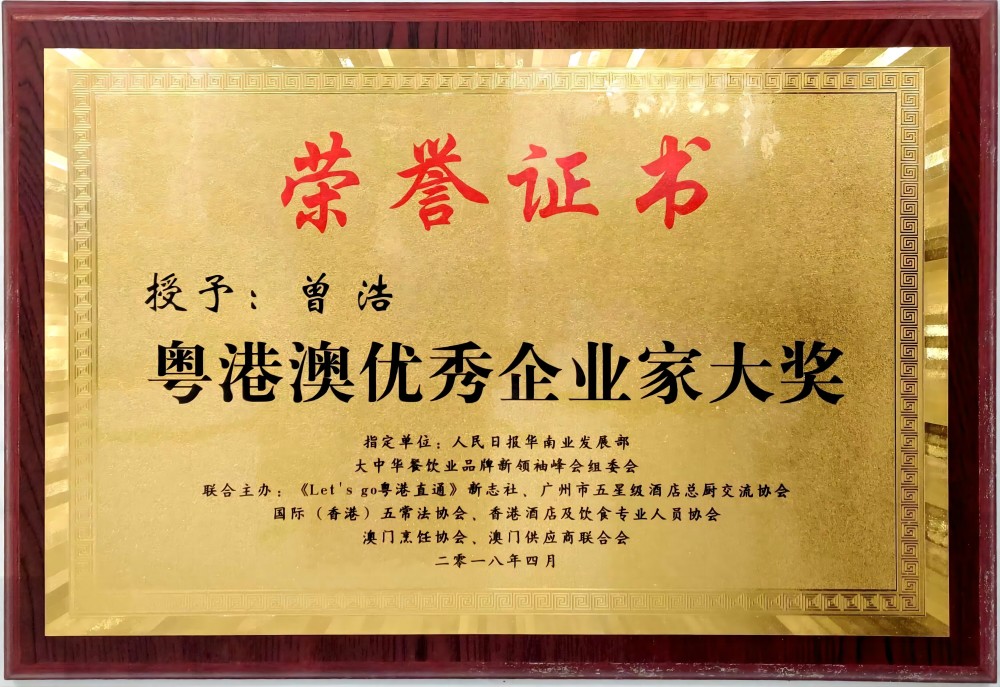 荣誉证书
授予：曾浩
粤港澳优秀企业家大奖
指定单位：人民日报华南业发展部
大中华餐饮业品牌新领袖峰会组委会
联合主办：《Let's go粤港直通》新志社、广州市五星级酒店总厨交流协会
国际（香港）五常法协会、香港酒店及饮食专业人员协会
澳门烹饪协会、澳门供应商联合会
二零一八年四月